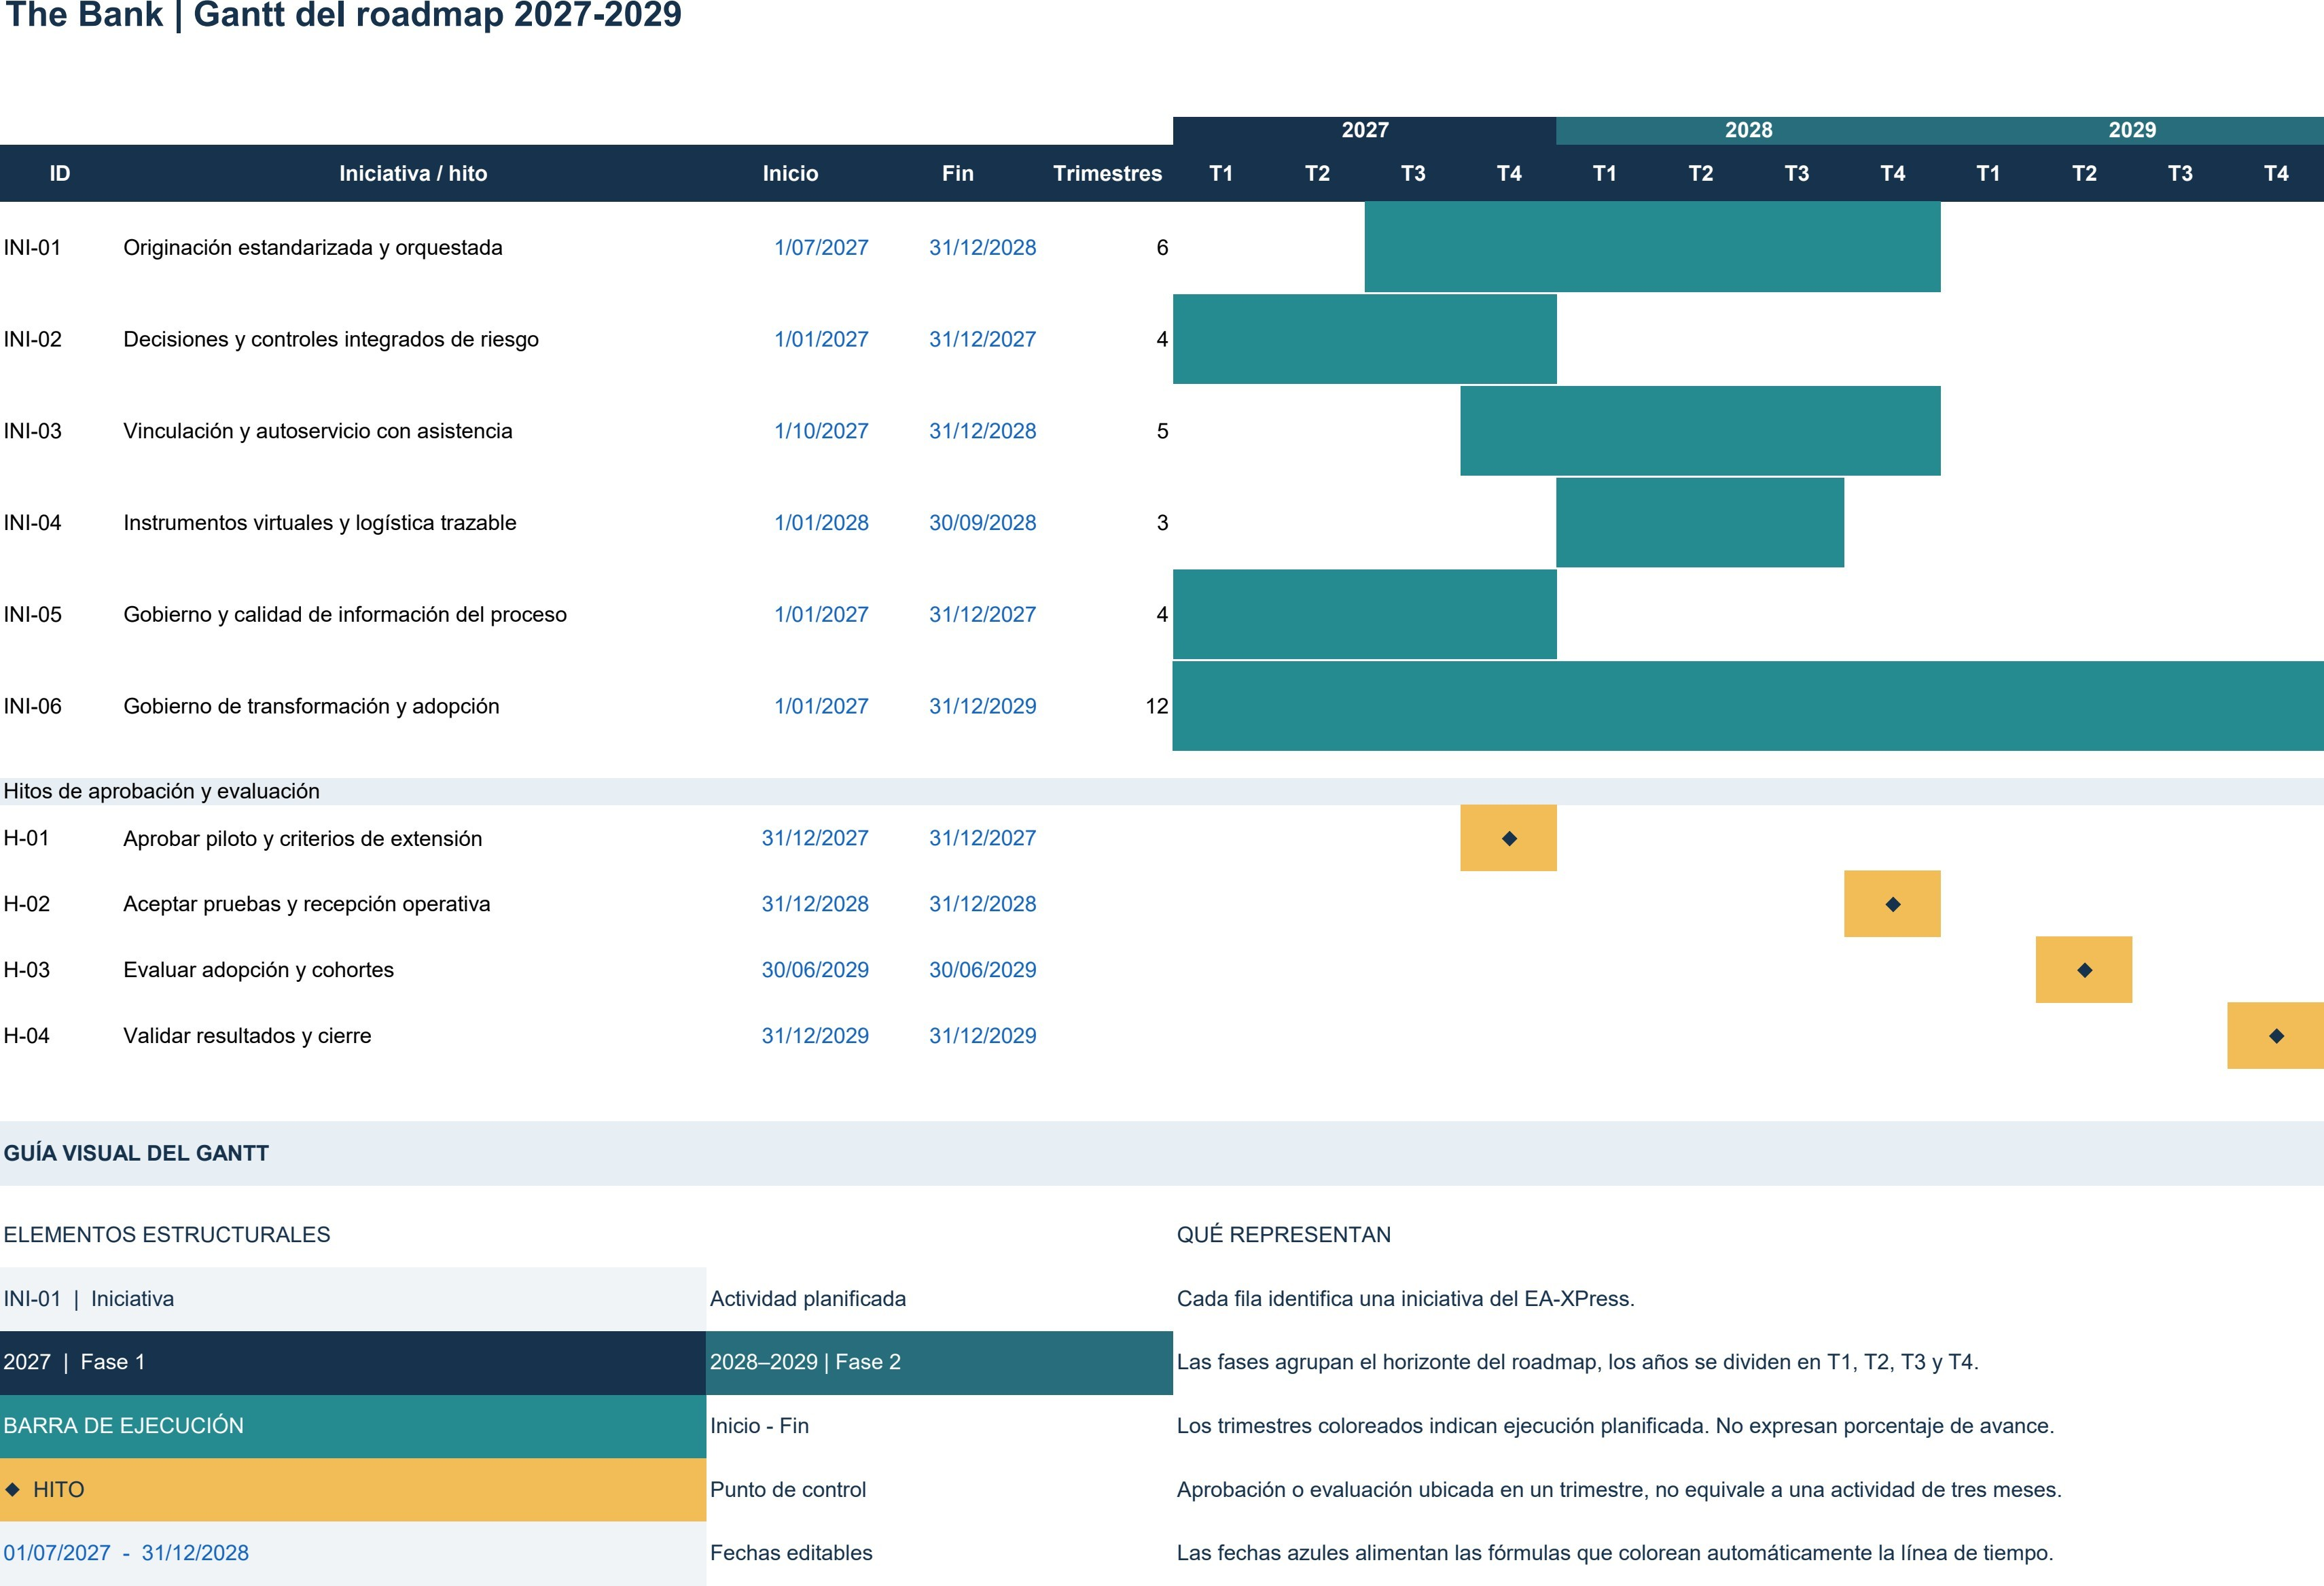 The Bank | Gantt del roadmap 2027-2029
2027 2028 2029
ID Iniciativa / hito Inicio Fin Trimestres T1 T2 T3 T4 T1 T2 T3 T4 T1 T2 T3 T4
INI-01 Originación estandarizada y orquestada 1/07/2027 31/12/2028 6
INI-02 Decisiones y controles integrados de riesgo 1/01/2027 31/12/2027 4
INI-03 Vinculación y autoservicio con asistencia 1/10/2027 31/12/2028 5
INI-04 Instrumentos virtuales y logística trazable 1/01/2028 30/09/2028 3
INI-05 Gobierno y calidad de información del proceso 1/01/2027 31/12/2027 4
INI-06 Gobierno de transformación y adopción 1/01/2027 31/12/2029 12
Hitos de aprobación y evaluación
H-01 Aprobar piloto y criterios de extensión 31/12/2027 31/12/2027 ◆
H-02 Aceptar pruebas y recepción operativa 31/12/2028 31/12/2028 ◆
H-03 Evaluar adopción y cohortes 30/06/2029 30/06/2029 ◆
H-04 Validar resultados y cierre 31/12/2029 31/12/2029 ◆
GUÍA VISUAL DEL GANTT
ELEMENTOS ESTRUCTURALES QUÉ REPRESENTAN
INI-01 | Iniciativa Actividad planificada Cada fila identifica una iniciativa del EA-XPress.
2027 | Fase 1 2028–2029 | Fase 2 Las fases agrupan el horizonte del roadmap, los años se dividen en T1, T2, T3 y T4.
BARRA DE EJECUCIÓN Inicio - Fin Los trimestres coloreados indican ejecución planificada. No expresan porcentaje de avance.
◆ HITO Punto de control Aprobación o evaluación ubicada en un trimestre, no equivale a una actividad de tres meses.
01/07/2027 - 31/12/2028 Fechas editables Las fechas azules alimentan las fórmulas que colorean automáticamente la línea de tiempo.